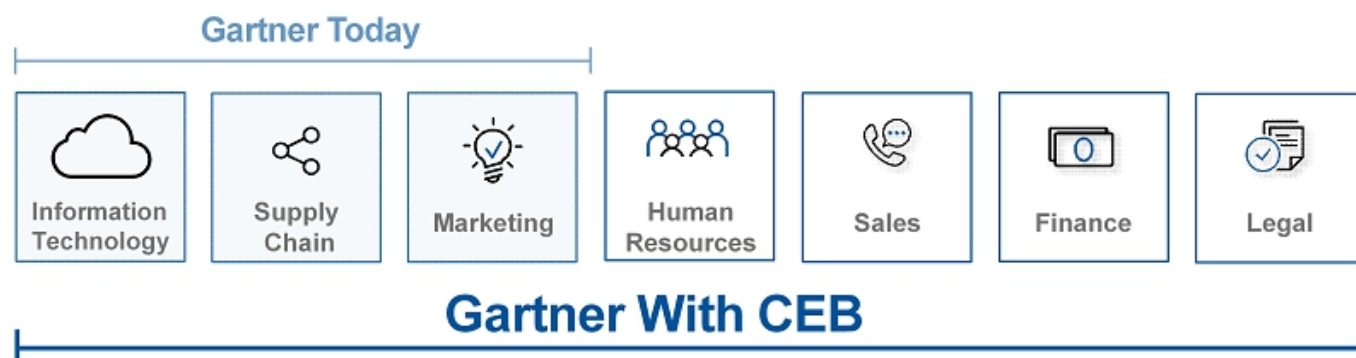 Gartner Today
Information
Technology
Supply
Chain
Marketing
Human
Resources
Sales
Finance
Legal
Gartner With CEB